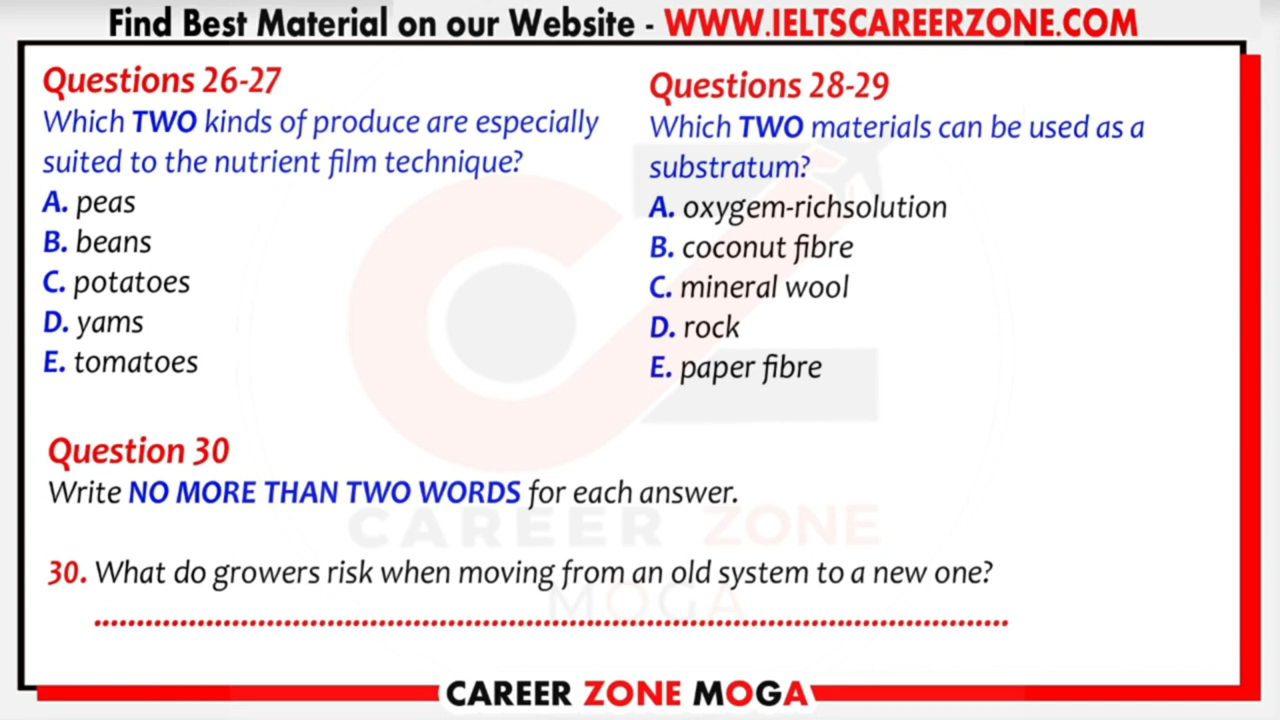 Find Best Material on our Website - WWW.IELTSCAREERZONE.COM
Questions 26-27
Which TWO kinds of produce are especially
suited to the nutrient film technique?
A. peas
B. beans
C. potatoes
D. yams
E. tomatoes
Questions 28-29
Which TWO materials can be used as a
substratum?
A. oxygem-richsolution
B. coconut fibre
C. mineral wool
D. rock
E. paper fibre
Question 30
Write NO MORE THAN TWO WORDS for each answer.
CAREER ZONE
30. What do growers risk when moving from an old system to a new one?
MOGA
CAREER ZONE MOGA